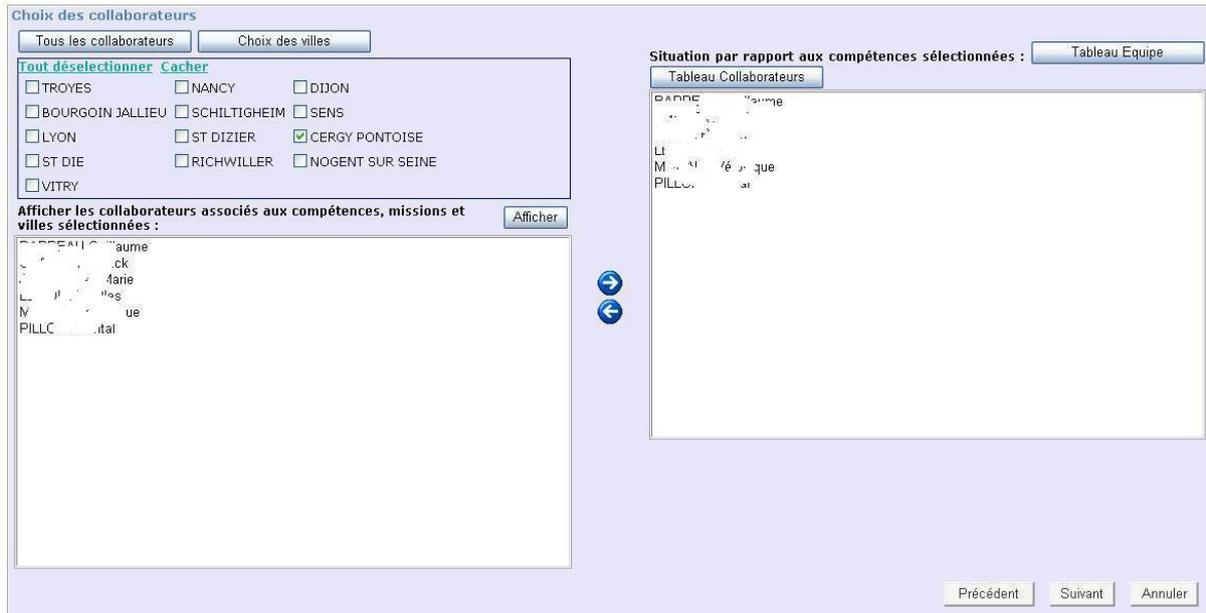 Choix des collaborateurs
Tous les collaborateurs Choix des villes
Tout déselectionner Cacher
TROYES NANCY DIJON
BOURGOIN JALLIEU SCHILTIGHEIM SENS
LYON ST DIZIER CERGY PONTOISE
ST DIE RICHWILLER NOGENT SUR SEINE
VITRY
Afficher les collaborateurs associés aux compétences, missions et
villes sélectionnées :
Afficher
Situation par rapport aux compétences sélectionnées : Tableau Equipe
Tableau Collaborateurs
Précédent Suivant Annuler